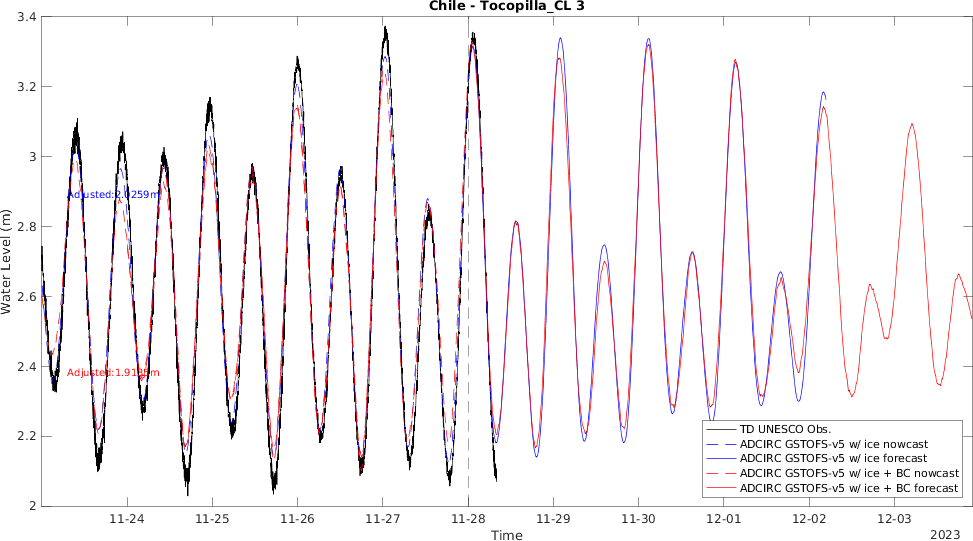 Chile - Tocopilla_CL 3
3.4
3.2
3
2.8
2.6
2.4
2.2
2
Water Level (m)
Adjusted:2.0259m
m
TD UNESCO Obs.
ADCIRC GSTOFS-v5 w/ ice nowcast
ADCIRC GSTOFS-v5 w/ ice forecast
ADCIRC GSTOFS-v5 w/ ice + BC nowcast
ADCIRC GSTOFS-v5 w/ ice + BC forecast
11-24 11-25 11-26 11-27 11-28 11-29 11-30 12-01 12-02 12-03
Time
2023